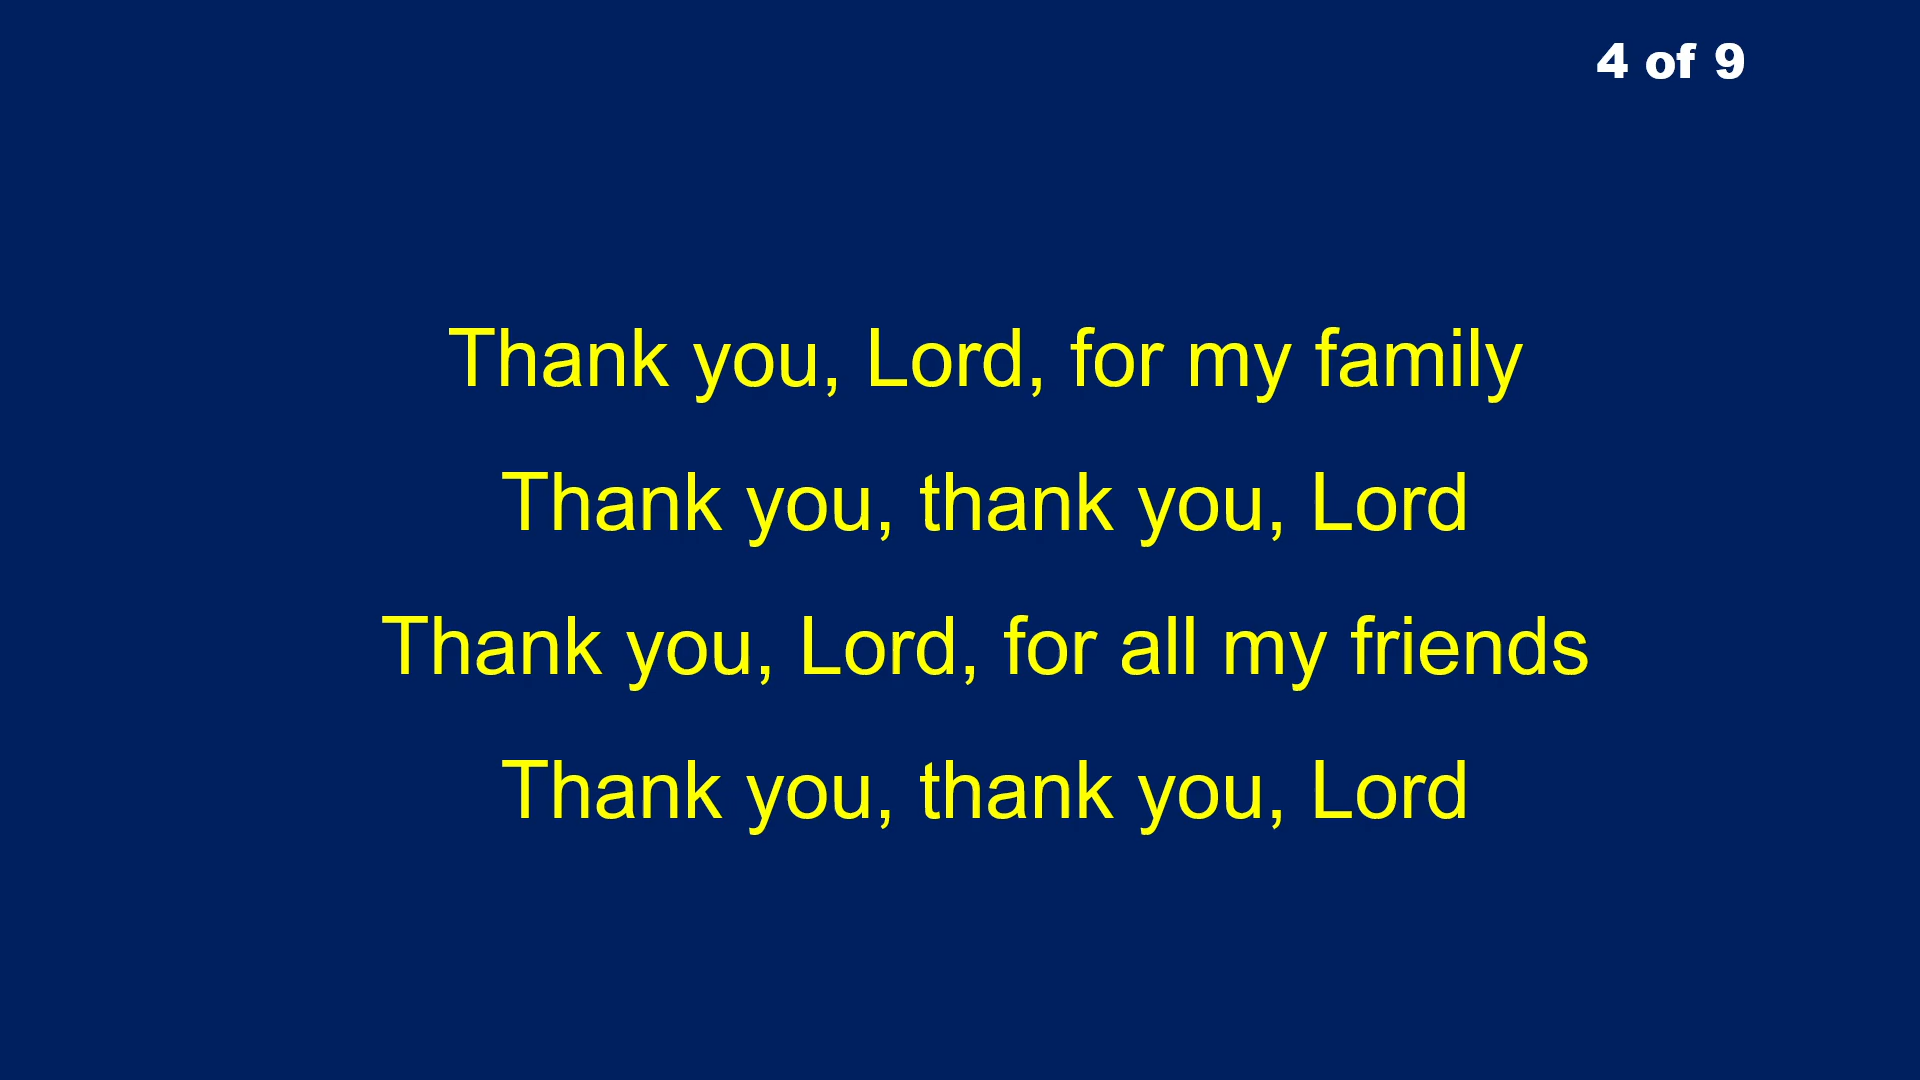 4 of 9
Thank you, Lord, for my family
Thank you, thank you, Lord
Thank you, Lord, for all my friends
Thank you, thank you, Lord